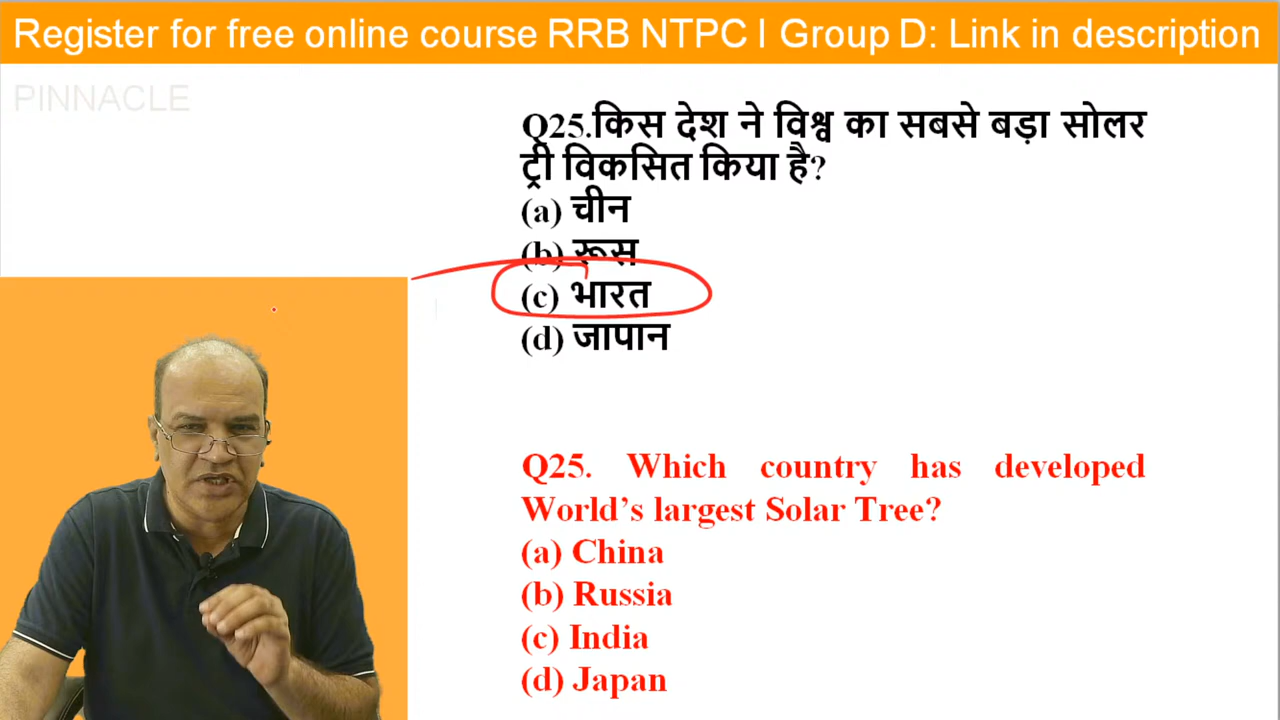 Register for free online course RRB NTPC I Group D: Link in description
PINNACLE
Q25.किस देश ने विश्व का सबसे बड़ा सोलर
ट्री विकसित किया है?
(a) चीन
(b) रूस
(c) भारत
(d) जापान
Q25. Which country has developed
World’s largest Solar Tree?
(a) China
(b) Russia
(c) India
(d) Japan